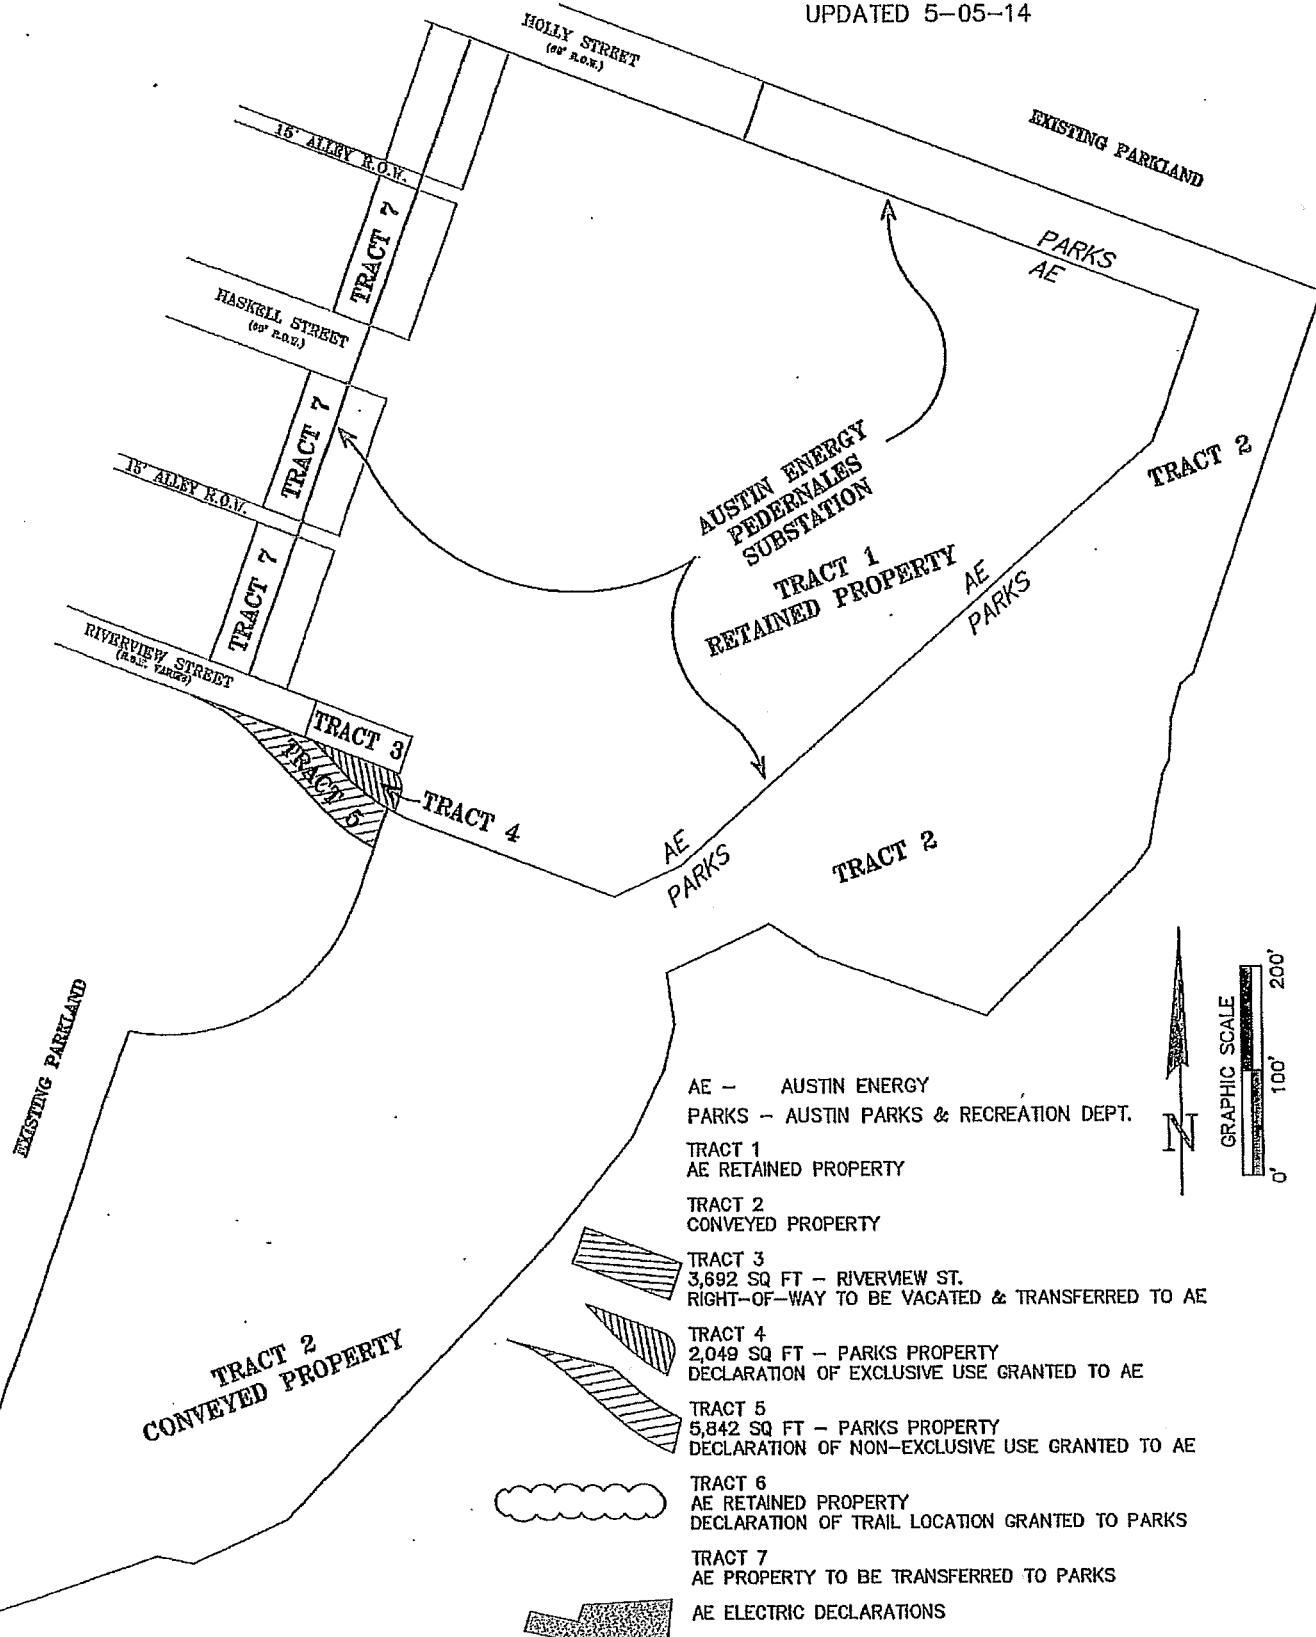 UPDATED 5-05-14
HOLLY STREET
(60' R.O.W.)
EXISTING PARKLAND
15' ALLEY R.O.W.
TRACT 7
PARKS
AE
HASKELL STREET
(60' R.O.W.)
TRACT 7
AUSTIN ENERGY
PEDERNALES
SUBSTATION
TRACT 2
15' ALLEY R.O.W.
TRACT 1
RETAINED PROPERTY
AE
PARKS
TRACT 7
RIVERVIEW STREET
(R.O.W. VARIES)
TRACT 3
TRACT 5
TRACT 4
AE
PARKS
TRACT 2
EXISTING PARKLAND
N
GRAPHIC SCALE
0' 100' 200'
TRACT 2
CONVEYED PROPERTY
AE - AUSTIN ENERGY
PARKS - AUSTIN PARKS & RECREATION DEPT.
TRACT 1
AE RETAINED PROPERTY
TRACT 2
CONVEYED PROPERTY
TRACT 3
3,692 SQ FT - RIVERVIEW ST.
RIGHT-OF-WAY TO BE VACATED & TRANSFERRED TO AE
TRACT 4
2,049 SQ FT - PARKS PROPERTY
DECLARATION OF EXCLUSIVE USE GRANTED TO AE
TRACT 5
5,842 SQ FT - PARKS PROPERTY
DECLARATION OF NON-EXCLUSIVE USE GRANTED TO AE
TRACT 6
AE RETAINED PROPERTY
DECLARATION OF TRAIL LOCATION GRANTED TO PARKS
TRACT 7
AE PROPERTY TO BE TRANSFERRED TO PARKS
AE ELECTRIC DECLARATIONS